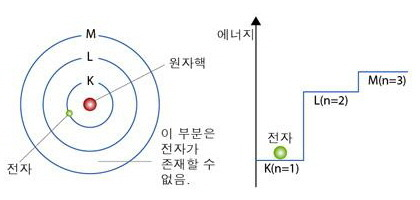 M
L
K
원자핵
전자
이 부분은
전자가
존재할 수
없음.
에너지
M(n=3)
L(n=2)
전자
K(n=1)